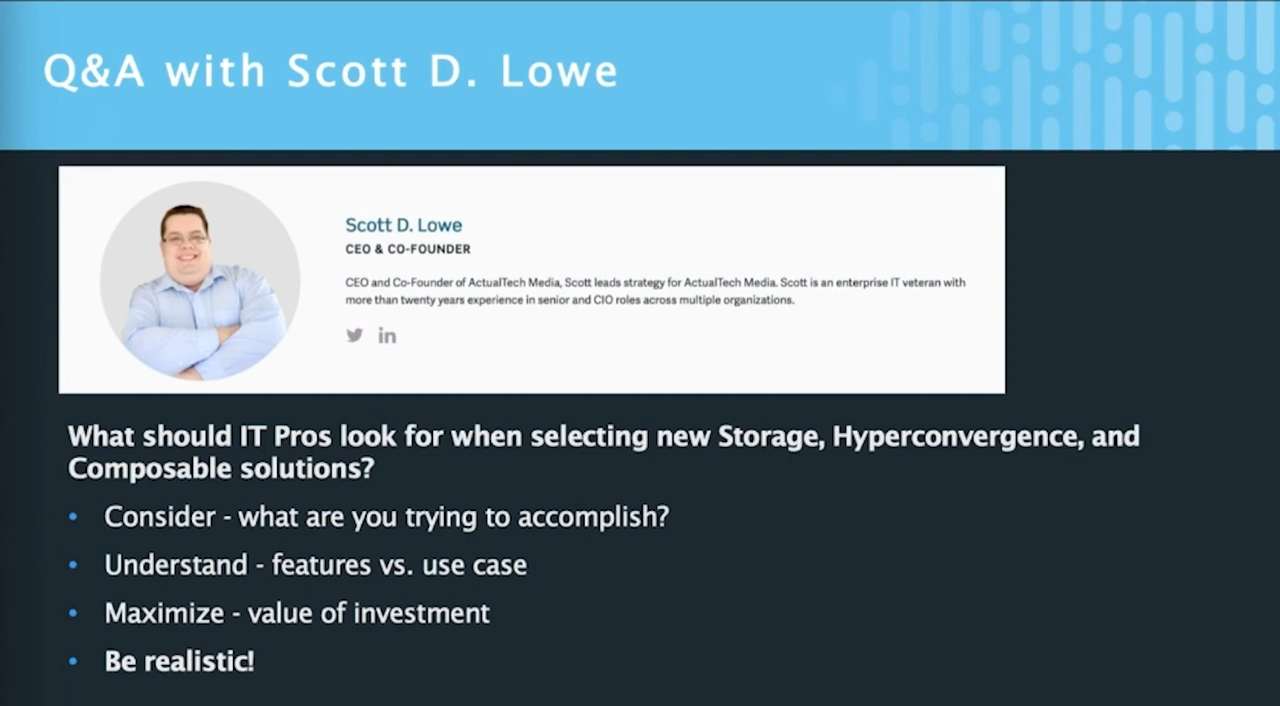 Q&A with Scott D. Lowe
Scott D. Lowe
CEO & CO-FOUNDER
CEO and Co-Founder of ActualTech Media, Scott leads strategy for ActualTech Media. Scott is an enterprise IT veteran with
more than twenty years experience in senior and CIO roles across multiple organizations.
in
What should IT Pros look for when selecting new Storage, Hyperconvergence, and
Composable solutions?
• Consider - what are you trying to accomplish?
• Understand - features vs. use case
• Maximize - value of investment
• Be realistic!